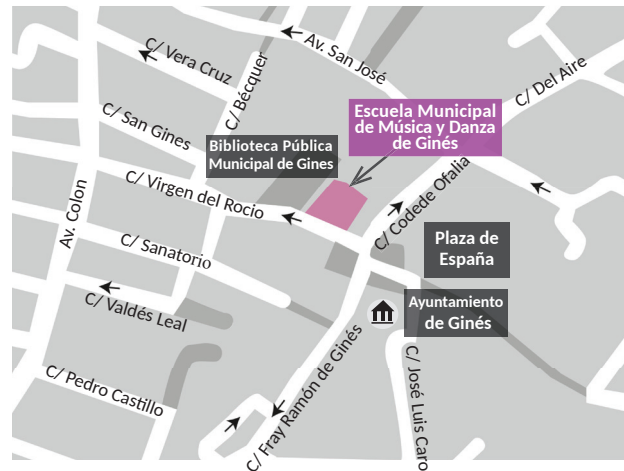 Av. San José
C/ Vera Cruz
C/ Bécquer
C/ Del Aire
Escuela Municipal
de Música y Danza
de Ginés
C/ San Gines
Biblioteca Pública
Municipal de Gines
C/ Virgen del Rocio
C/ Codede Ofalia
Av. Colon
Plaza de
España
C/ Sanatorio
Ayuntamiento
de Ginés
C/ Valdés Leal
C/ Fray Ramón de Ginés
C/ José Luis Caro
C/ Pedro Castillo